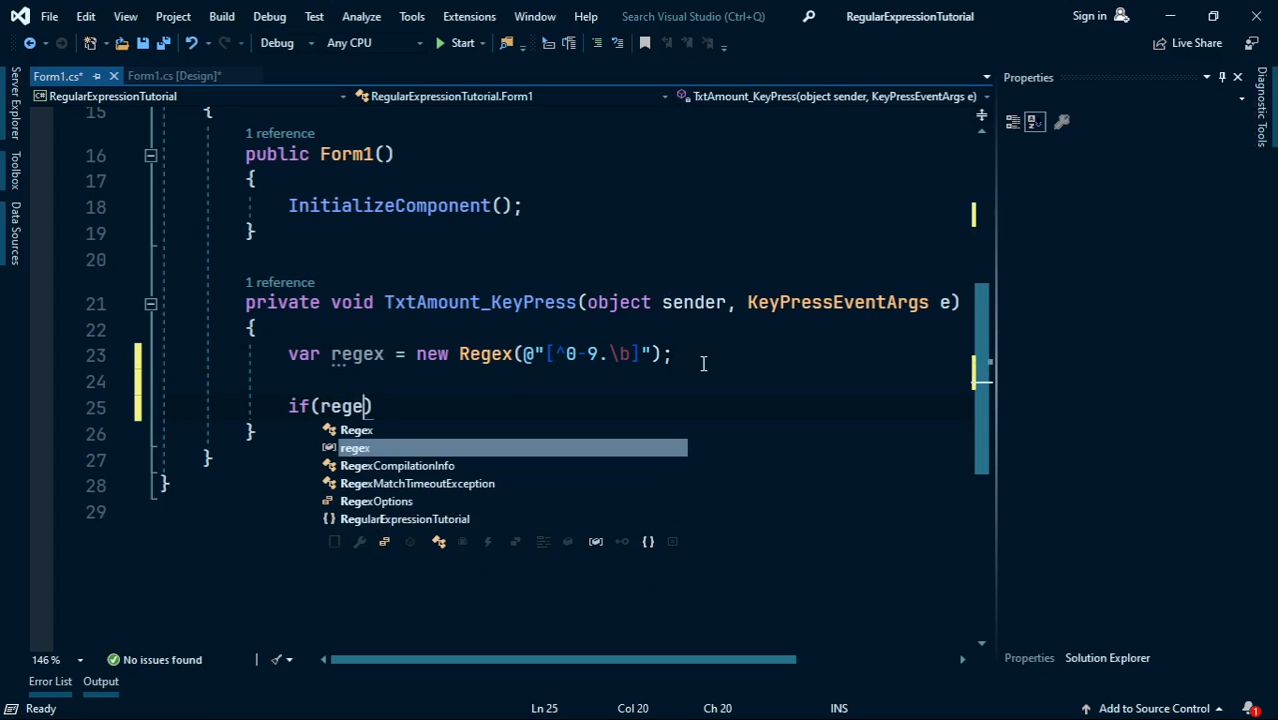 File Edit View Project Build Debug Test Analyze Tools Extensions Window Help Search Visual Studio (Ctrl+Q) RegularExpressionTutorial Sign in
Debug Any CPU Start Live Share
Form1.cs* Form1.cs [Design]* Properties
RegularExpressionTutorial RegularExpressionTutorial.Form1 TxtAmount_KeyPress(object sender, KeyPressEventArgs e)
Server Explorer
Toolbox
Data Sources
Diagnostic Tools
15 {
1 reference
16 public Form1()
17 {
18 InitializeComponent();
19 }
20
1 reference
21 private void TxtAmount_KeyPress(object sender, KeyPressEventArgs e)
22 {
23 var regex = new Regex(@"[^0-9.\b]");
24
25 if(rege)
26 }
27 }
28 }
29
Regex
regex
RegexCompilationInfo
RegexMatchTimeoutException
RegexOptions
{} RegularExpressionTutorial
146 % No issues found Properties Solution Explorer
Error List Output
Ready Ln 25 Col 20 Ch 20 INS Add to Source Control 1